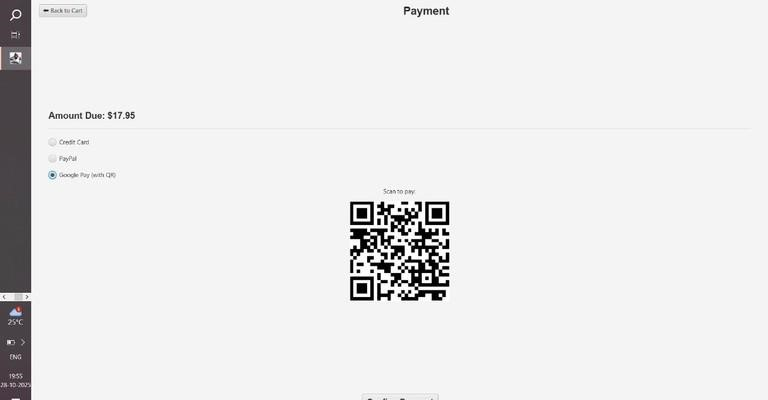 Back to Cart
Payment
Amount Due: $17.95
Credit Card
PayPal
Google Pay (with QR)
Scan to pay:
25°C
ENG
19:55
28-10-2025